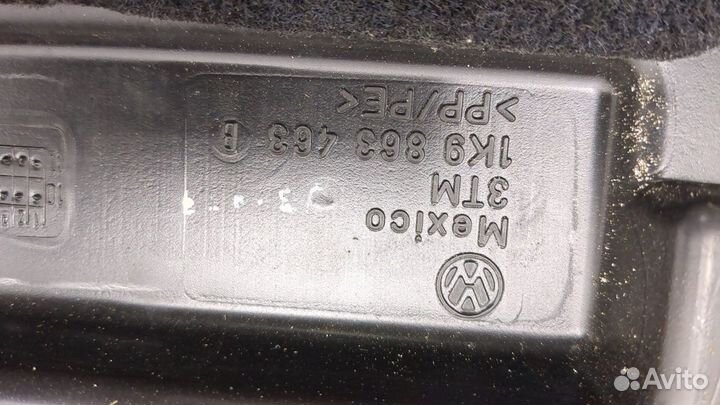 Mexico
3TM
1K9 863 463 B
>PP/PE<
Avito